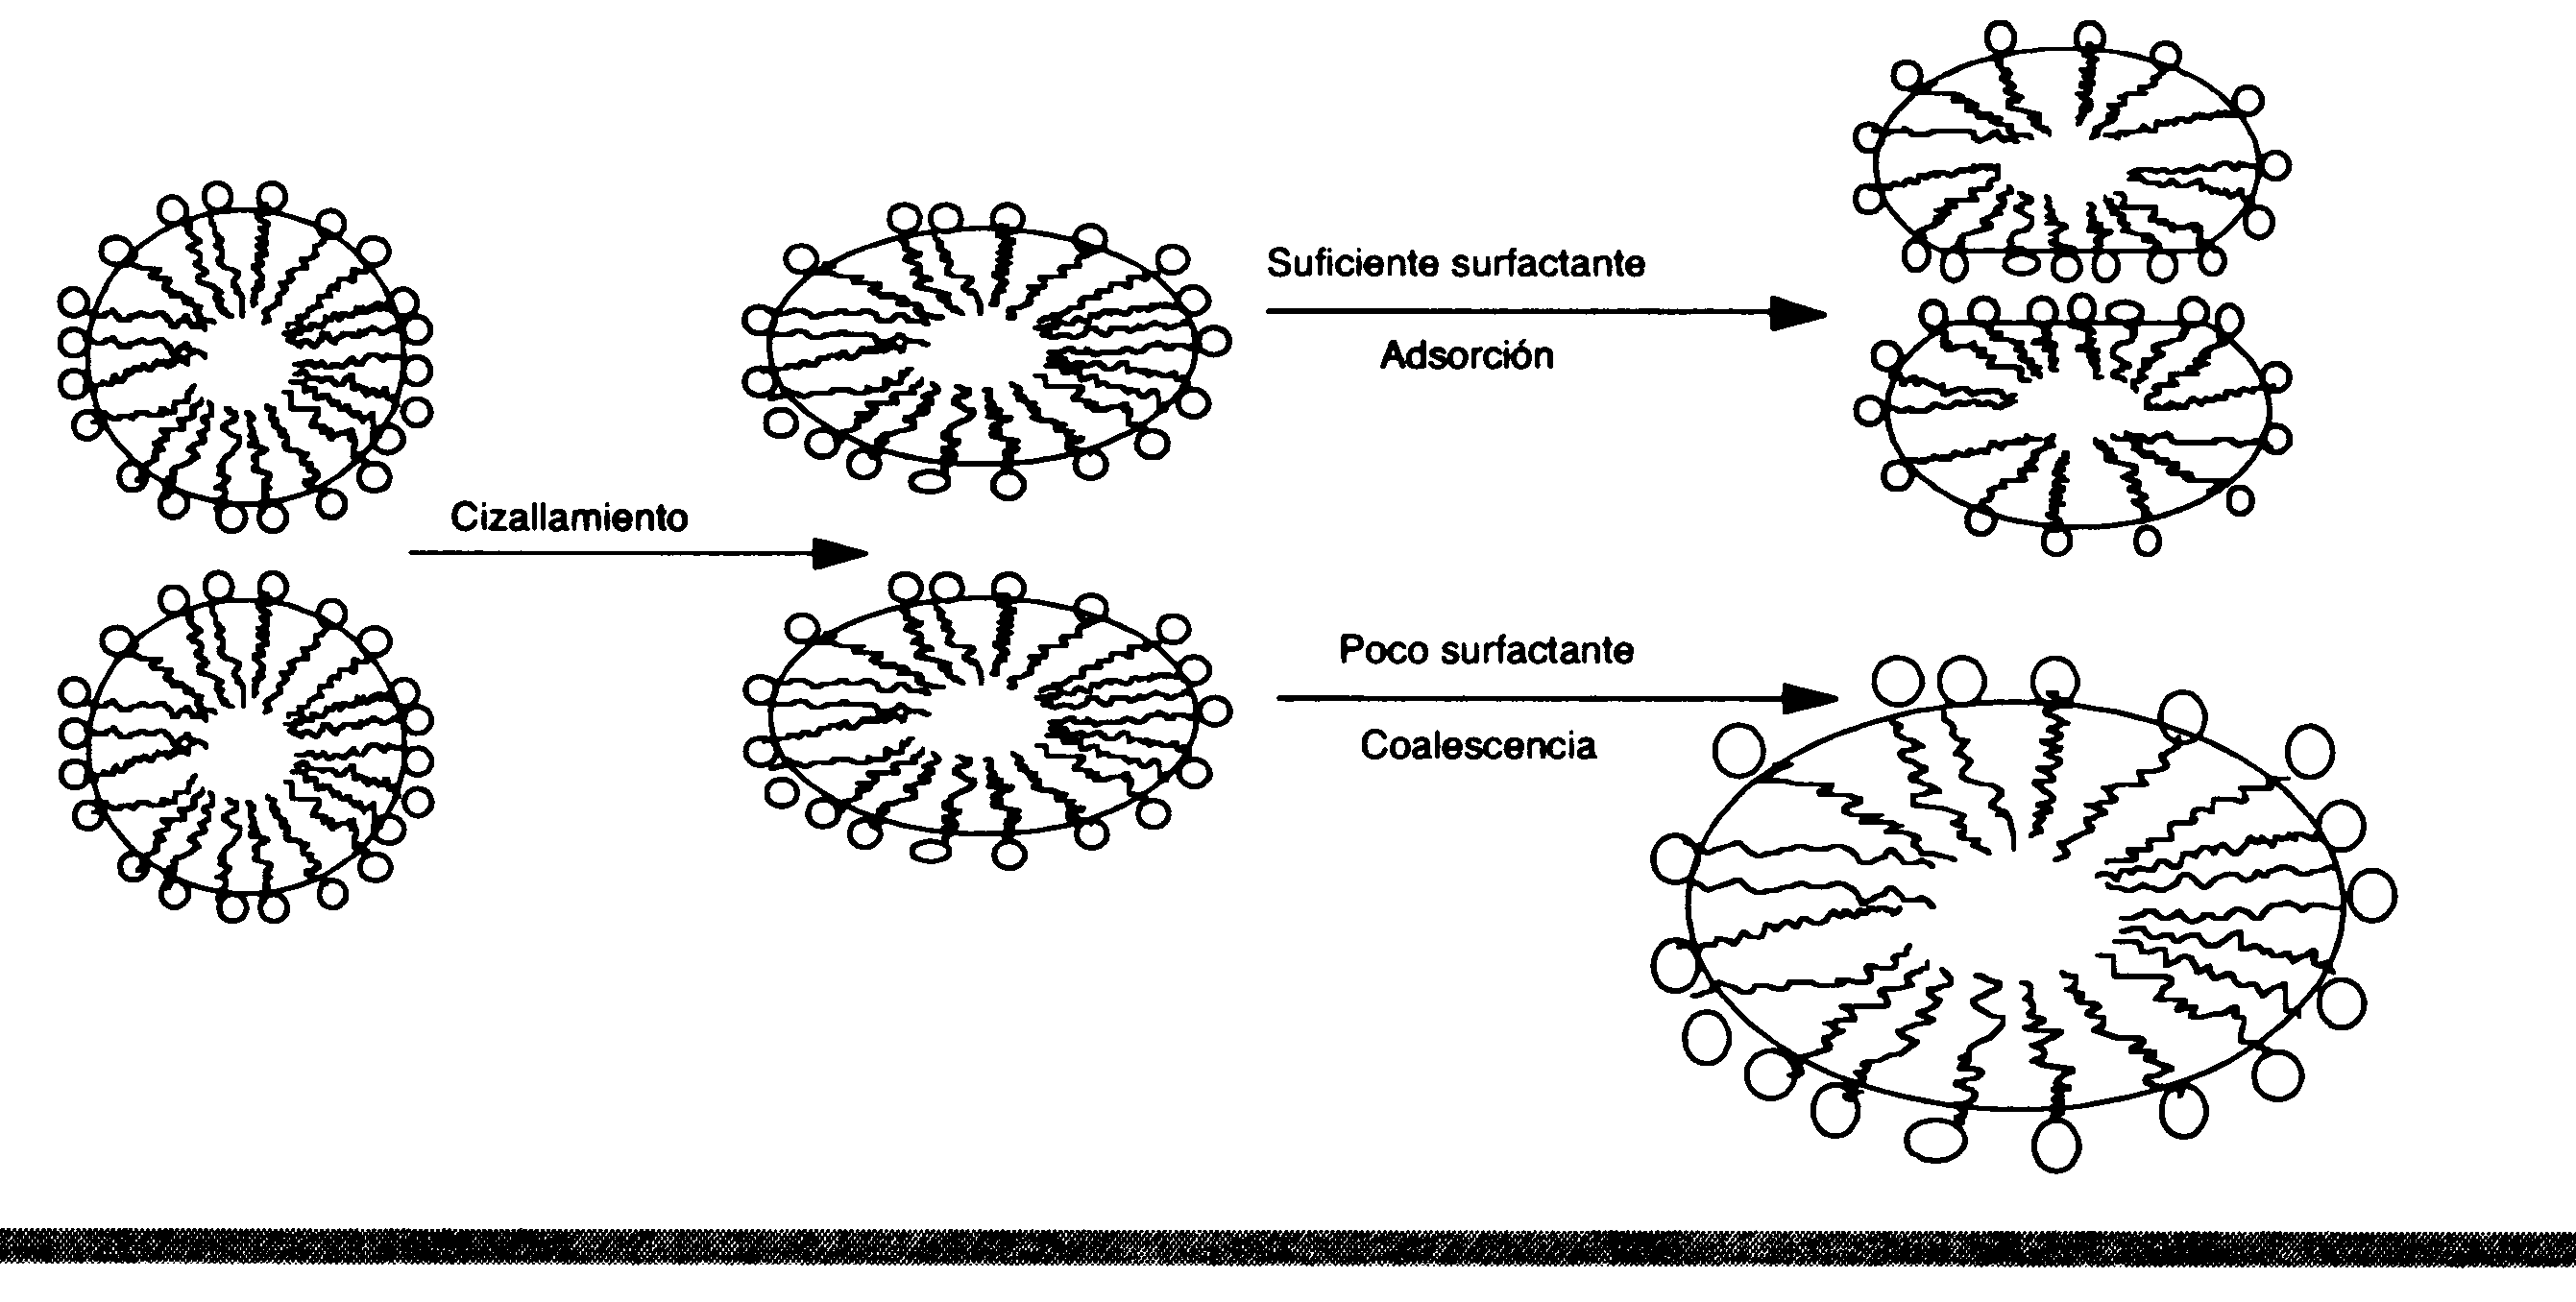 Suficiente surfactante
Adsorción
Cizallamiento
Poco surfactante
Coalescencia